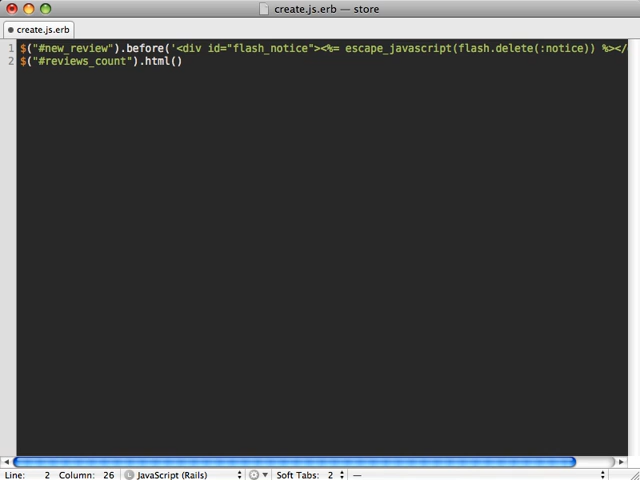 create.js.erb — store
create.js.erb
1 $("#new_review").before('<div id="flash_notice"><%= escape_javascript(flash.delete(:notice)) %></
2 $("#reviews_count").html()
Line: 2 Column: 26 L JavaScript (Rails) Soft Tabs: 2 —